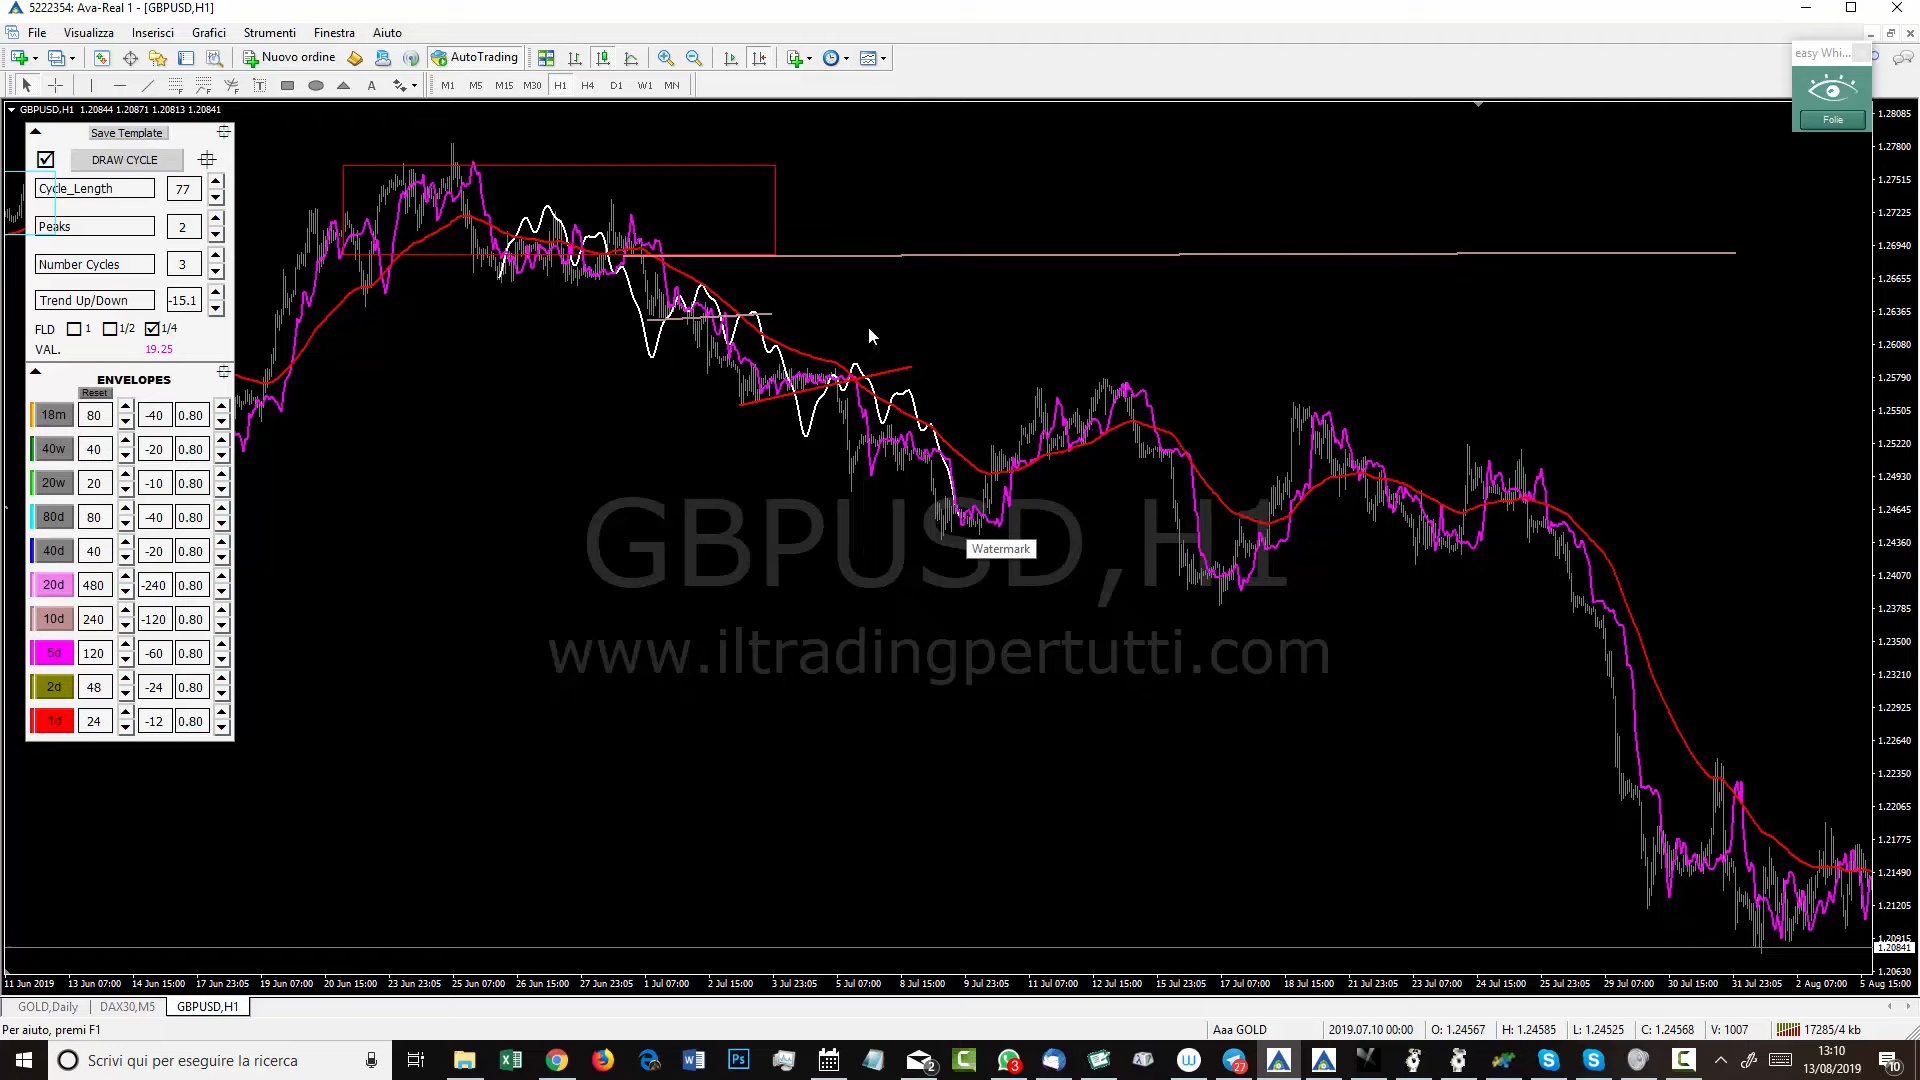 5222354: Ava-Real 1 - [GBPUSD,H1]
File Visualizza Inserisci Grafici Strumenti Finestra Aiuto
easy Whi...
Nuovo ordine AutoTrading
M1 M5 M15 M30 H1 H4 D1 W1 MN
Folie
GBPUSD,H1 1.20844 1.20871 1.20813 1.20841
Save Template
DRAW CYCLE
Cycle_Length 77
Peaks 2
Number Cycles 3
Trend Up/Down -15.1
FLD 1 1/2 1/4
VAL. 19.25
ENVELOPES
Reset
18m 80 -40 0.80
40w 40 -20 0.80
20w 20 -10 0.80
80d 80 -40 0.80
40d 40 -20 0.80
20d 480 -240 0.80
10d 240 -120 0.80
5d 120 -60 0.80
2d 48 -24 0.80
1d 24 -12 0.80
GBPUSD,H1
Watermark
www.iltradingpertutti.com
1.28085
1.27800
1.27515
1.27225
1.26940
1.26655
1.26365
1.26080
1.25790
1.25505
1.25220
1.24930
1.24645
1.24360
1.24070
1.23785
1.23500
1.23210
1.22925
1.22640
1.22350
1.22065
1.21775
1.21490
1.21205
1.20915
1.20841
1.20630
11 Jun 2019 13 Jun 07:00 14 Jun 15:00 17 Jun 23:05 19 Jun 07:00 20 Jun 15:00 23 Jun 23:05 25 Jun 07:00 26 Jun 15:00 27 Jun 23:05 1 Jul 07:00 2 Jul 15:00 3 Jul 23:05 5 Jul 07:00 8 Jul 15:00 9 Jul 23:05 11 Jul 07:00 12 Jul 15:00 15 Jul 23:05 17 Jul 07:00 18 Jul 15:00 21 Jul 23:05 23 Jul 07:00 24 Jul 15:00 25 Jul 23:05 29 Jul 07:00 30 Jul 15:00 31 Jul 23:05 2 Aug 07:00 5 Aug 15:00
GOLD,Daily DAX30,M5 GBPUSD,H1
Per aiuto, premi F1
Aaa GOLD 2019.07.10 00:00 O: 1.24567 H: 1.24585 L: 1.24525 C: 1.24568 V: 1007 17285/4 kb
Scrivi qui per eseguire la ricerca
2
3
27
13:10
13/08/2019
10